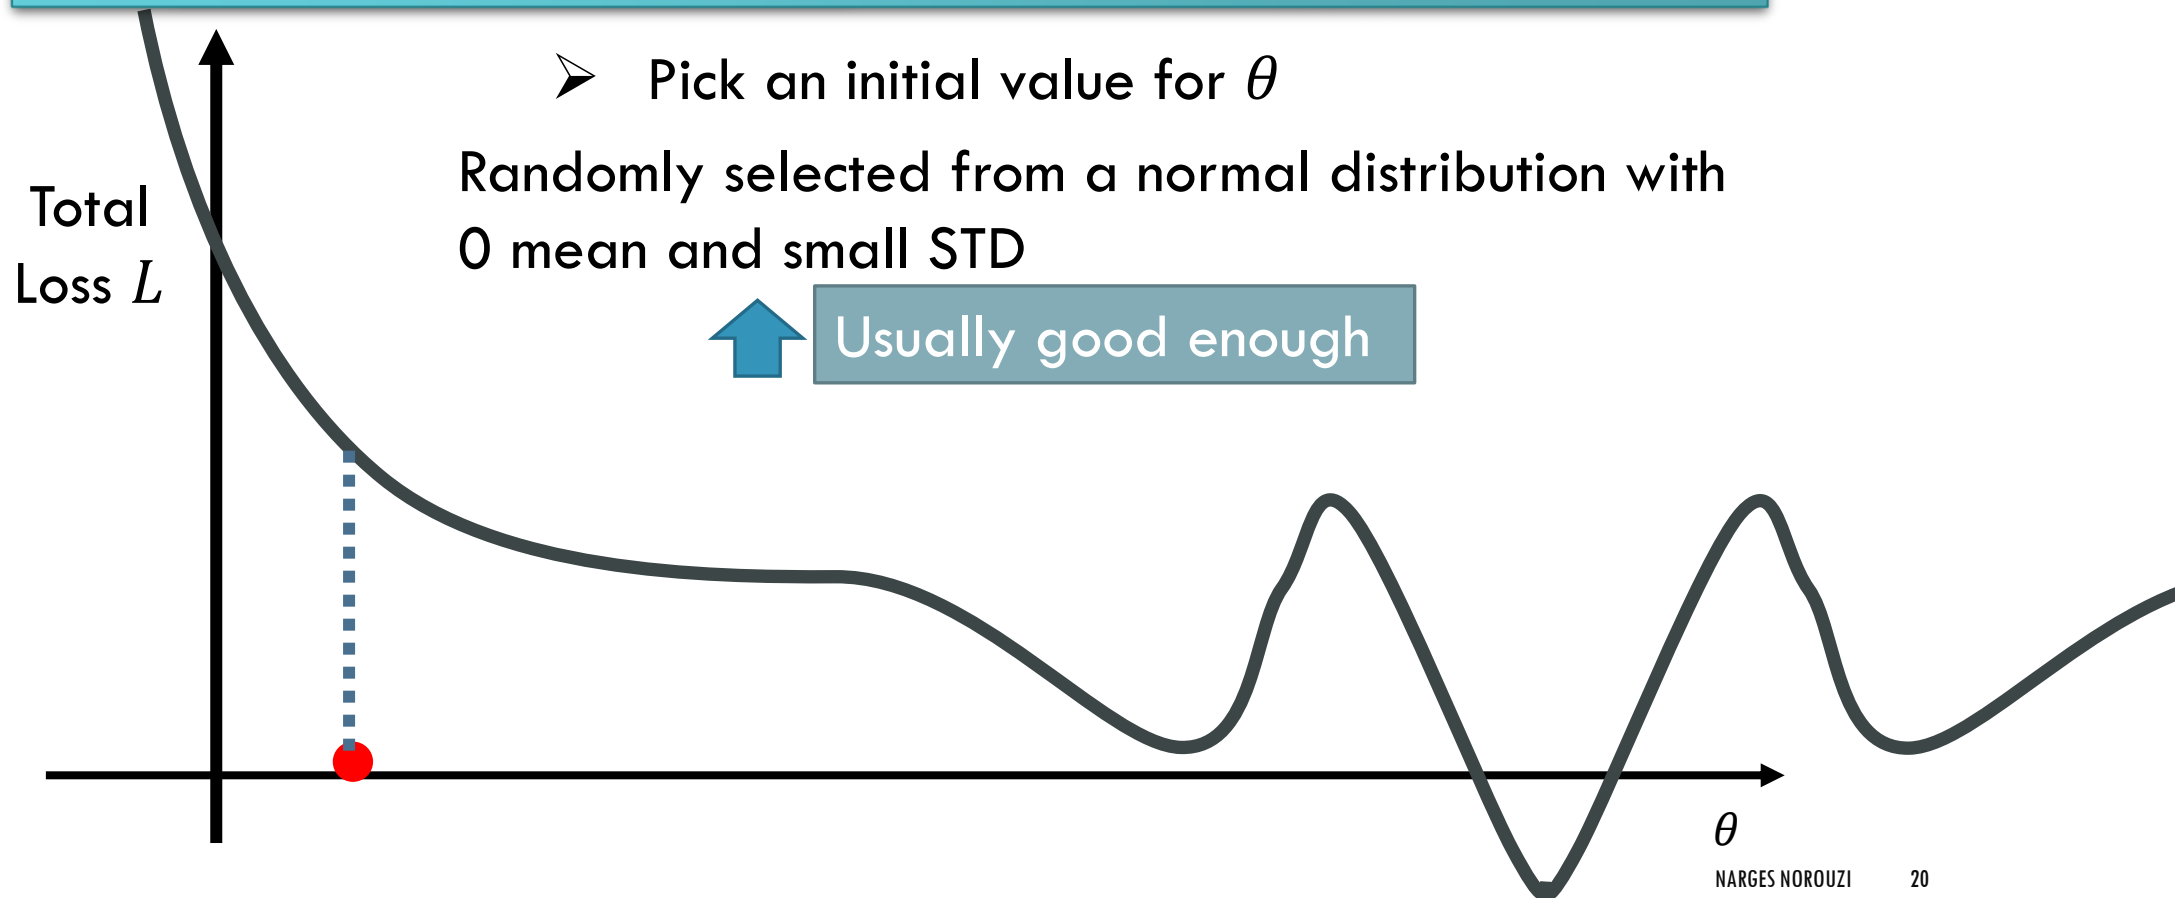 ➢ Pick an initial value for θ
Randomly selected from a normal distribution with
0 mean and small STD
Total
Loss L
Usually good enough
θ
NARGES NOROUZI 20